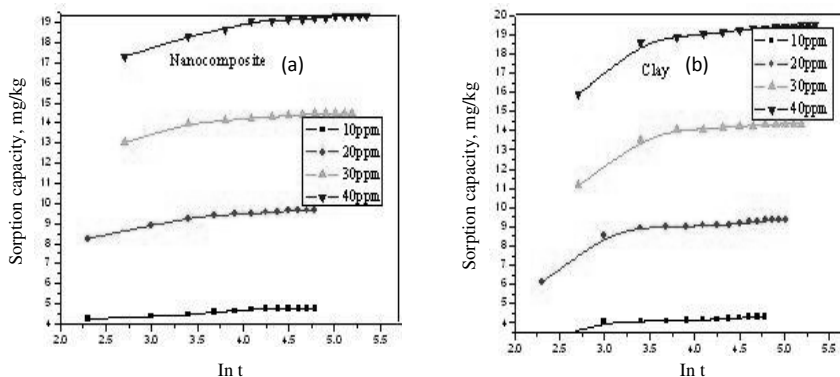 Nanocomposite
(a)
Sorption capacity, mg/kg
19
18
17
16
15
14
13
12
11
10
9
8
7
6
5
4
10ppm
20ppm
30ppm
40ppm
2.0 2.5 3.0 3.5 4.0 4.5 5.0 5.5
ln t
Clay
(b)
Sorption capacity, mg/kg
20
19
18
17
16
15
14
13
12
11
10
9
8
7
6
5
4
10ppm
20ppm
30ppm
40ppm
2.0 2.5 3.0 3.5 4.0 4.5 5.0 5.5
ln t